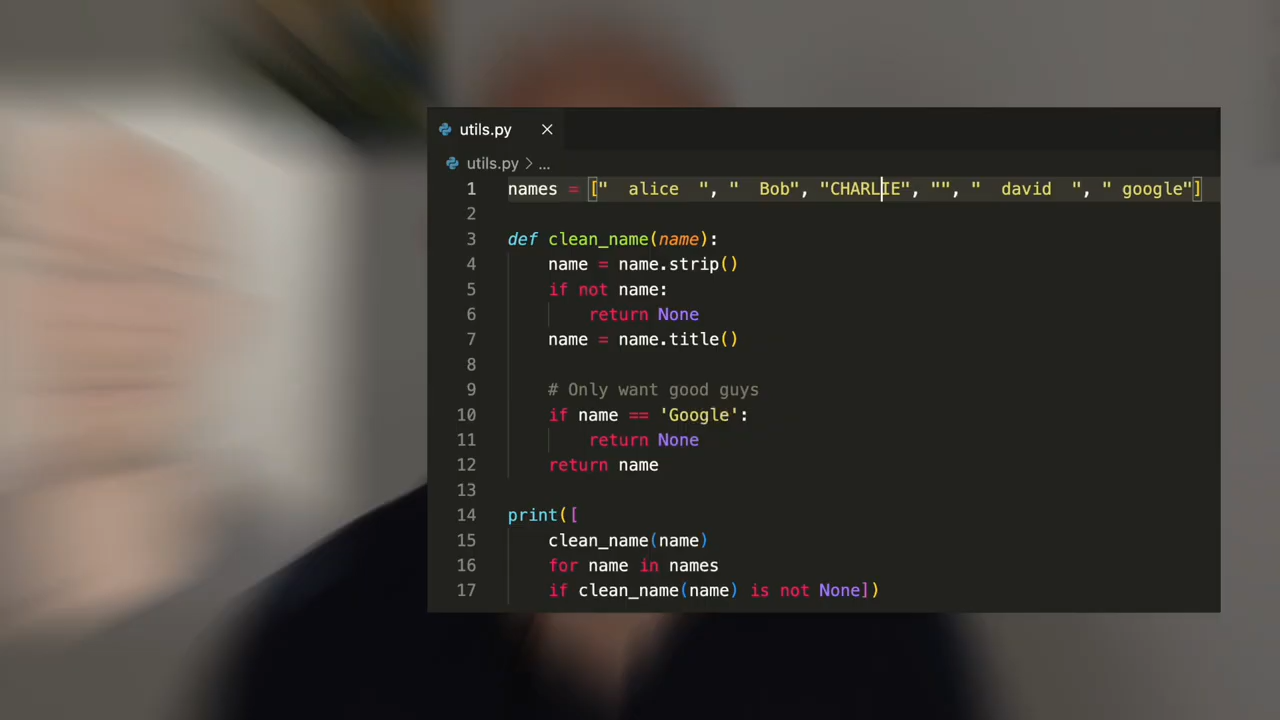 utils.py
utils.py > ...
1 names = ["  alice  ", "  Bob", "CHARLIE", "", "  david  ", " google"]
2
3 def clean_name(name):
4     name = name.strip()
5     if not name:
6         return None
7     name = name.title()
8
9     # Only want good guys
10     if name == 'Google':
11         return None
12     return name
13
14 print([
15     clean_name(name)
16     for name in names
17     if clean_name(name) is not None])